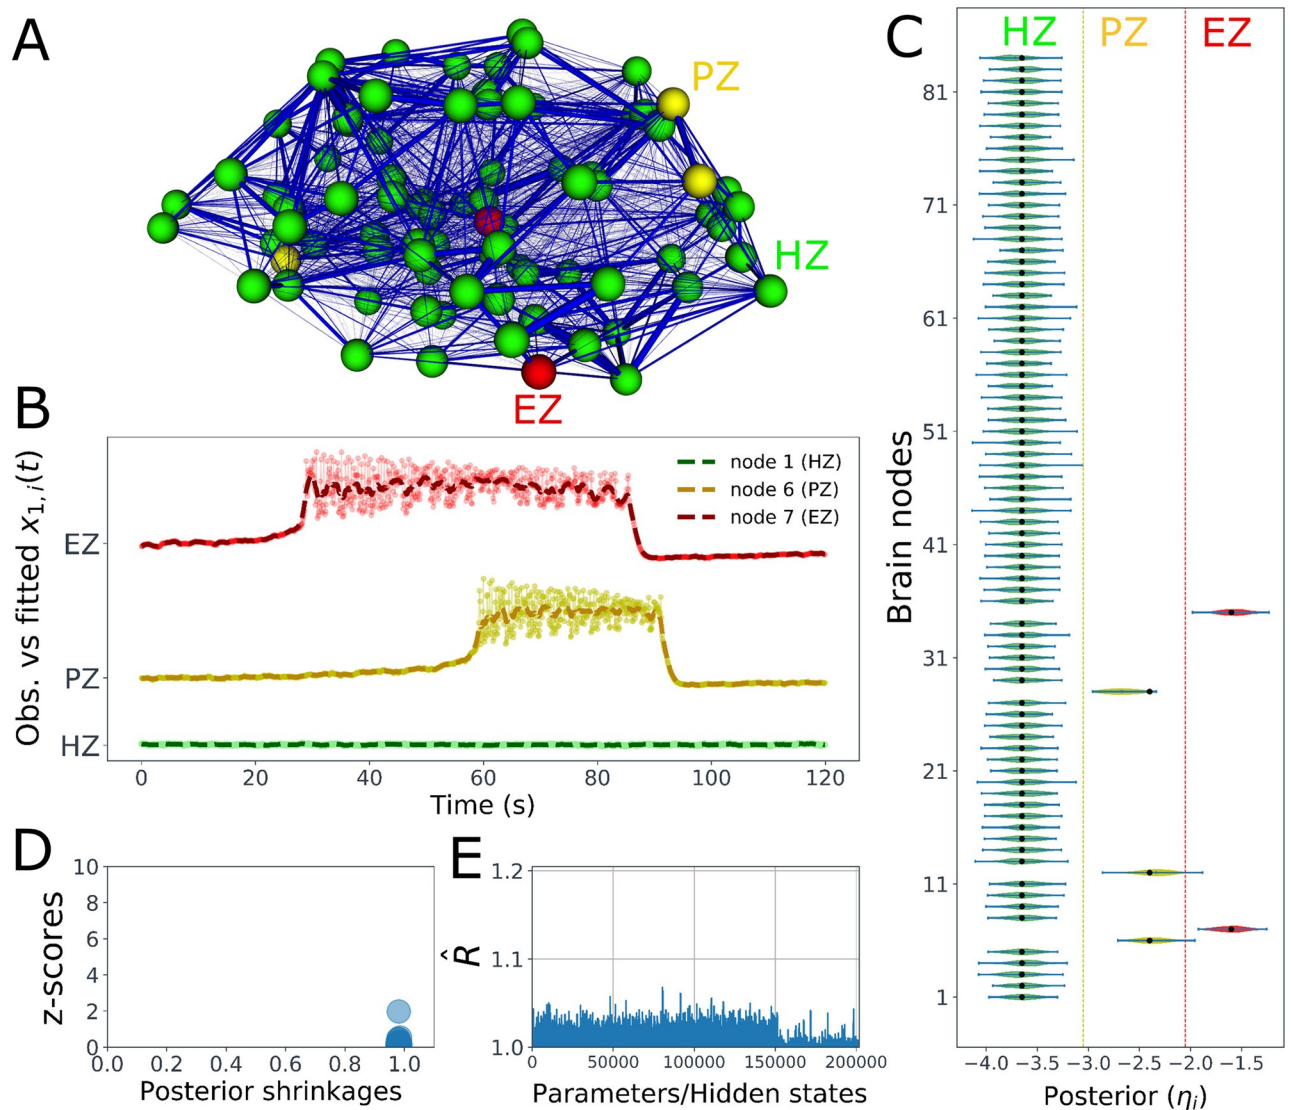 A
PZ
HZ
EZ
B
Obs. vs fitted x1, i(t)
EZ
PZ
HZ
node 1 (HZ)
node 6 (PZ)
node 7 (EZ)
0 20 40 60 80 100 120
Time (s)
C
HZ PZ EZ
Brain nodes
81
71
61
51
41
31
21
11
1
−4.0 −3.5 −3.0 −2.5 −2.0 −1.5
Posterior (ηi)
D
z-scores
10
8
6
4
2
0
0.0 0.2 0.4 0.6 0.8 1.0
Posterior shrinkages
E
R̂
1.2
1.1
1.0
0 50000 100000 150000 200000
Parameters/Hidden states